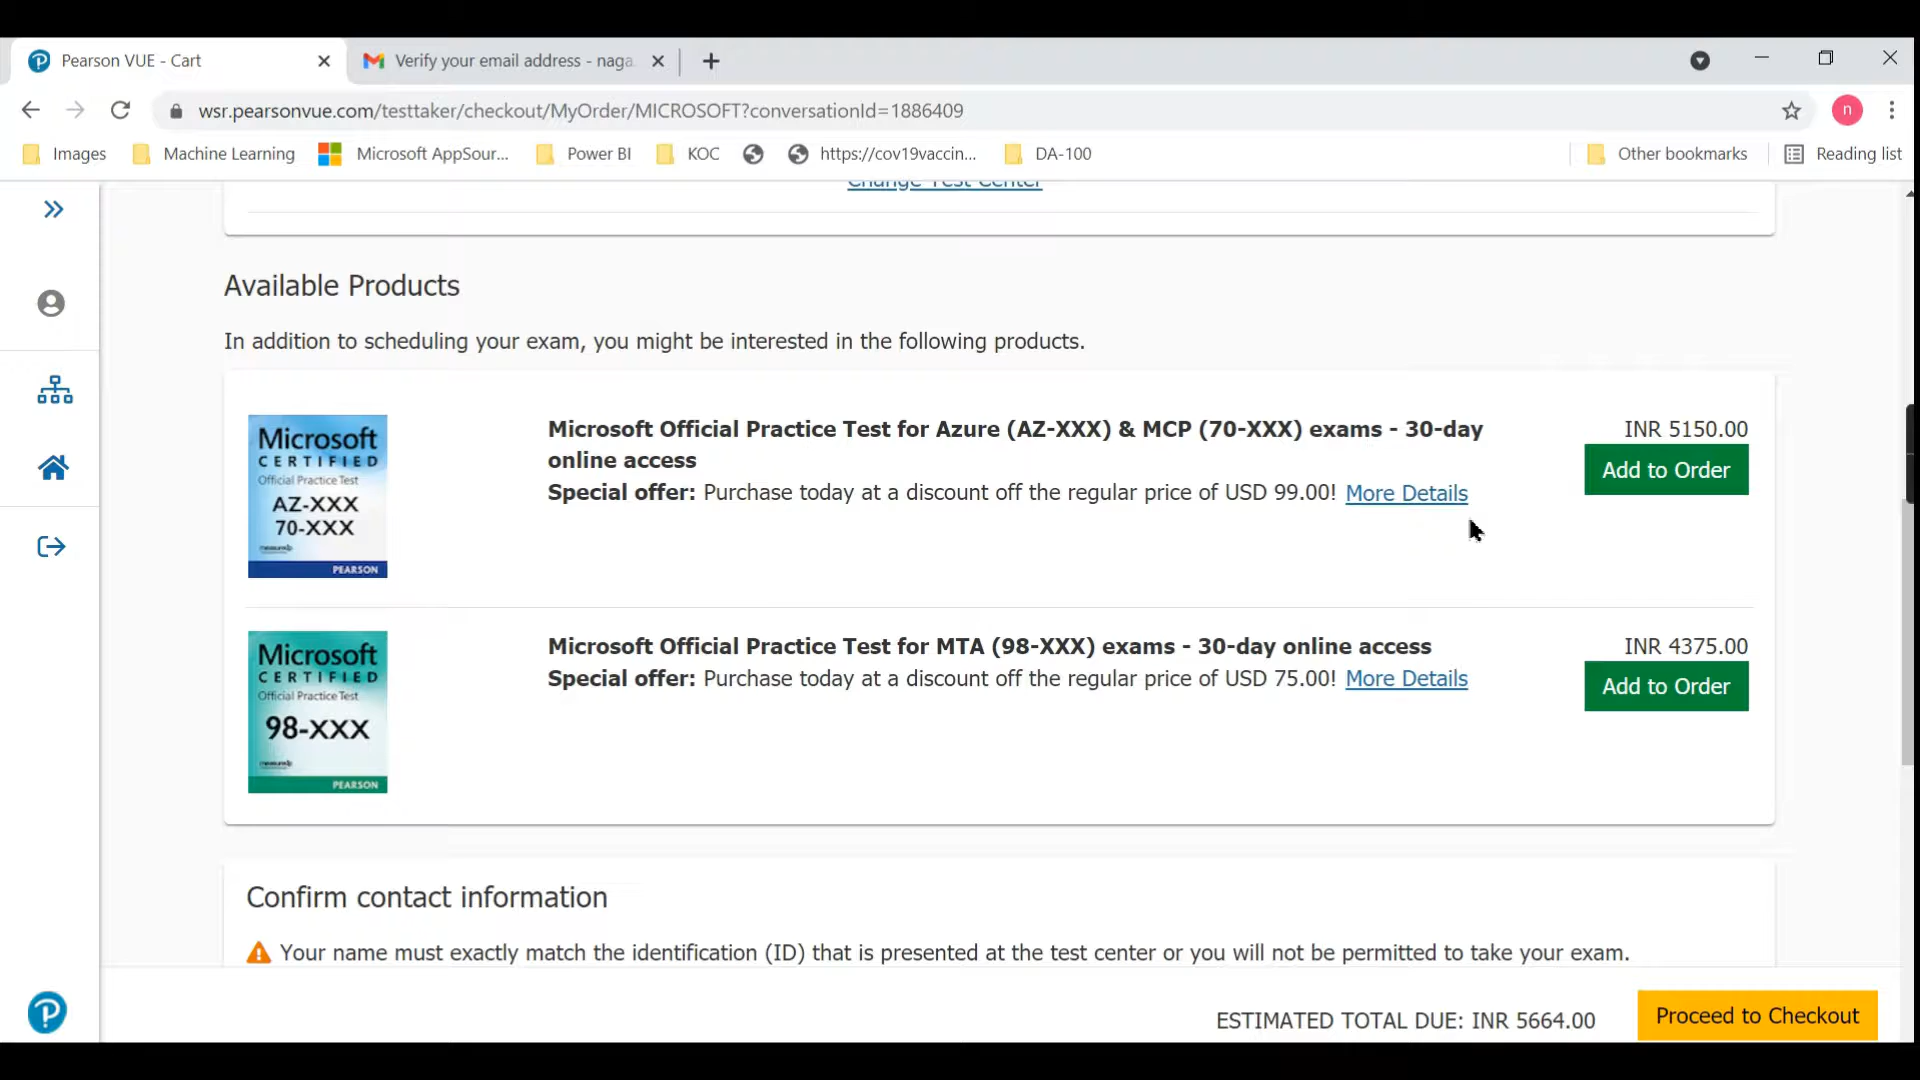 Pearson VUE - Cart
Verify your email address - naga
wsr.pearsonvue.com/testtaker/checkout/MyOrder/MICROSOFT?conversationId=1886409
n
Images
Machine Learning
Microsoft AppSour...
Power BI
KOC
https://cov19vaccin...
DA-100
Other bookmarks
Reading list
Change Test Center
Available Products
In addition to scheduling your exam, you might be interested in the following products.
Microsoft
CERTIFIED
Official Practice Test
AZ-XXX
70-XXX
PEARSON
Microsoft Official Practice Test for Azure (AZ-XXX) & MCP (70-XXX) exams - 30-day
online access
Special offer: Purchase today at a discount off the regular price of USD 99.00! More Details
INR 5150.00
Add to Order
Microsoft
CERTIFIED
Official Practice Test
98-XXX
PEARSON
Microsoft Official Practice Test for MTA (98-XXX) exams - 30-day online access
Special offer: Purchase today at a discount off the regular price of USD 75.00! More Details
INR 4375.00
Add to Order
Confirm contact information
Your name must exactly match the identification (ID) that is presented at the test center or you will not be permitted to take your exam.
ESTIMATED TOTAL DUE: INR 5664.00
Proceed to Checkout